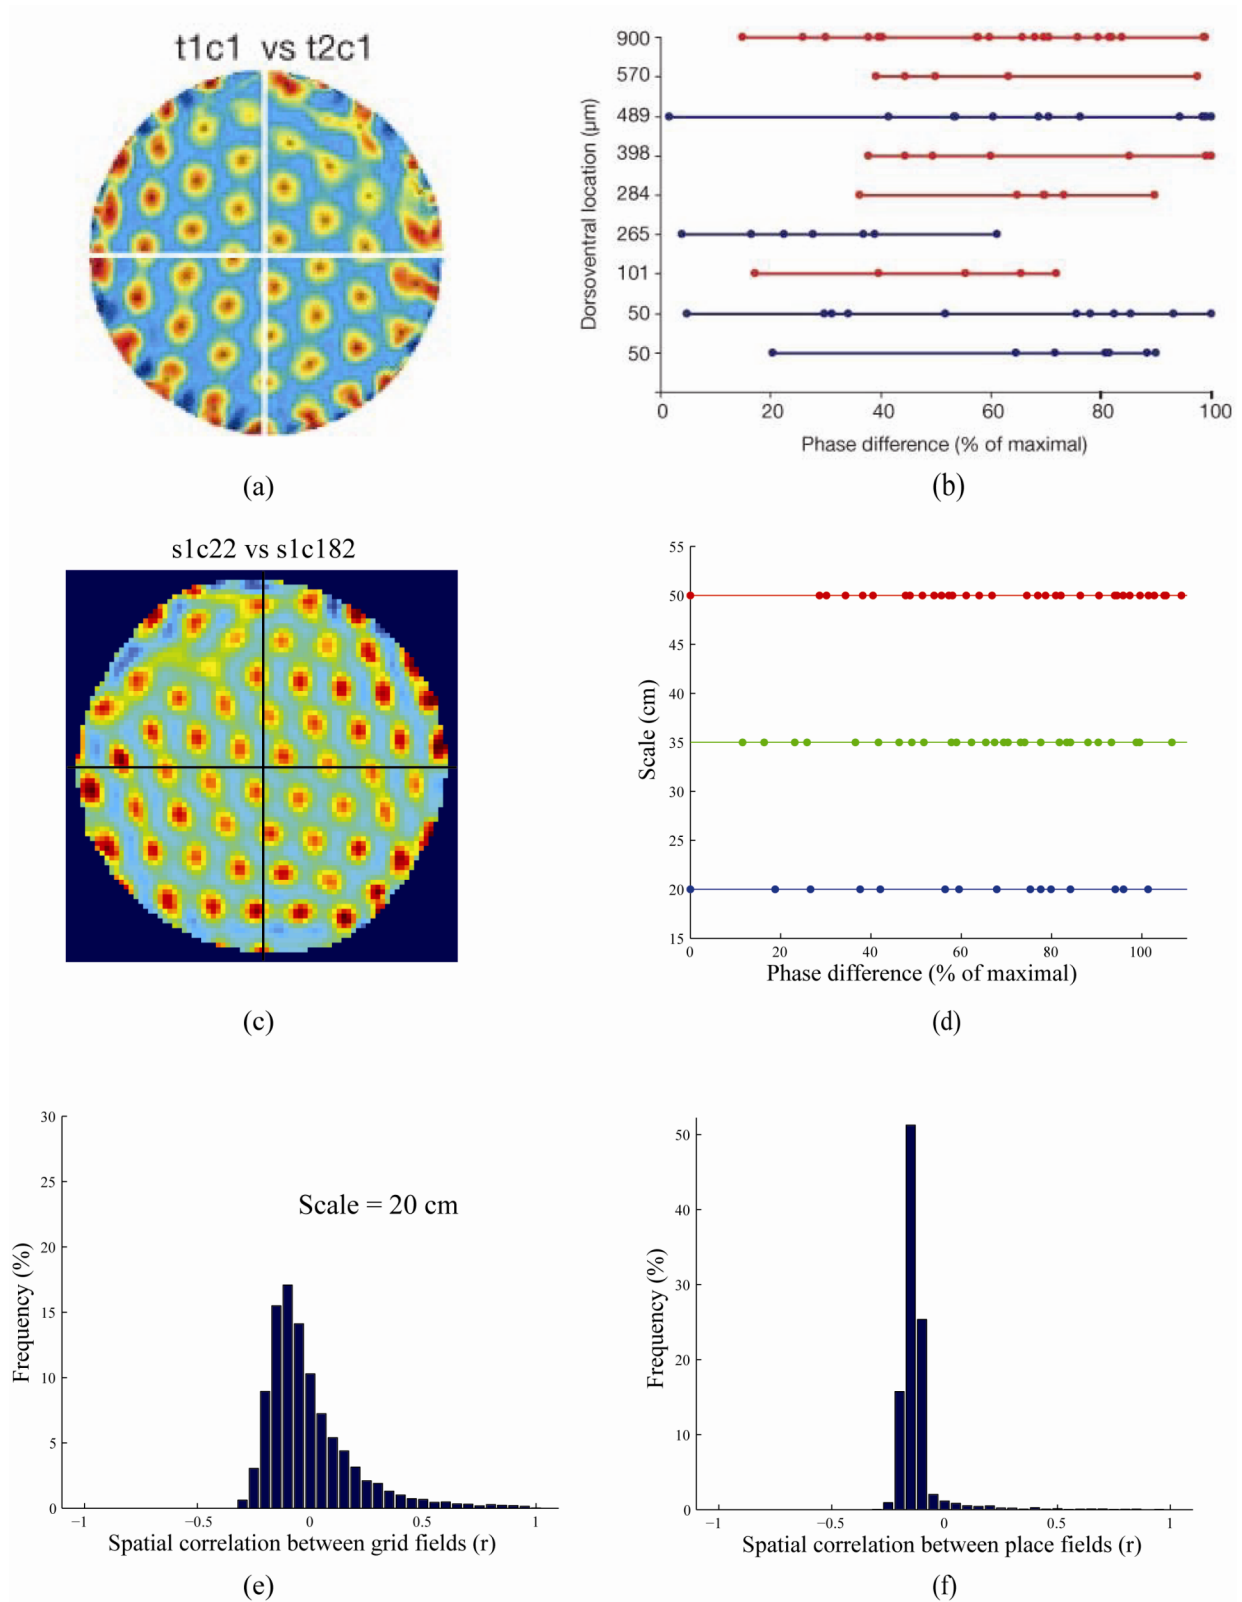 t1c1 vs t2c1
(a)
Dorsoventral location (µm)
900
570
489
398
284
265
101
50
50
0 20 40 60 80 100
Phase difference (% of maximal)
(b)
s1c22 vs s1c182
(c)
Scale (cm)
55
50
45
40
35
30
25
20
15
0 20 40 60 80 100
Phase difference (% of maximal)
(d)
Frequency (%)
30
25
20
15
10
5
0
Scale = 20 cm
−1 −0.5 0 0.5 1
Spatial correlation between grid fields (r)
(e)
Frequency (%)
50
40
30
20
10
0
−1 −0.5 0 0.5 1
Spatial correlation between place fields (r)
(f)